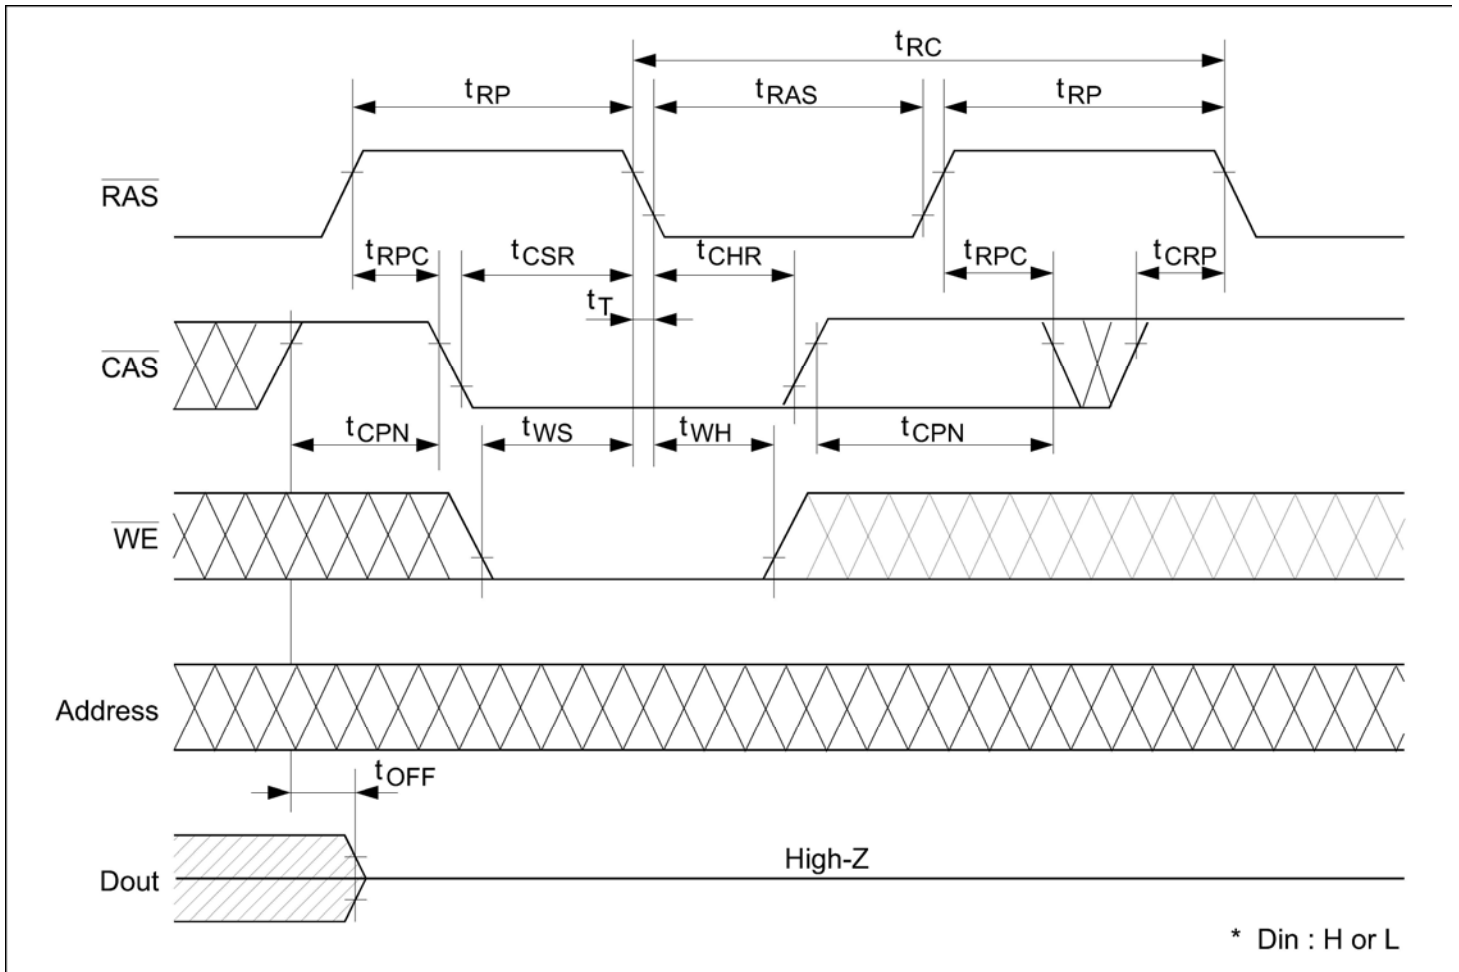 tRC
tRP tRAS tRP
RAS
tRPC tCSR tCHR tRPC tCRP
tT
CAS
tCPN tWS tWH tCPN
WE
Address
tOFF
High-Z
Dout
* Din : H or L